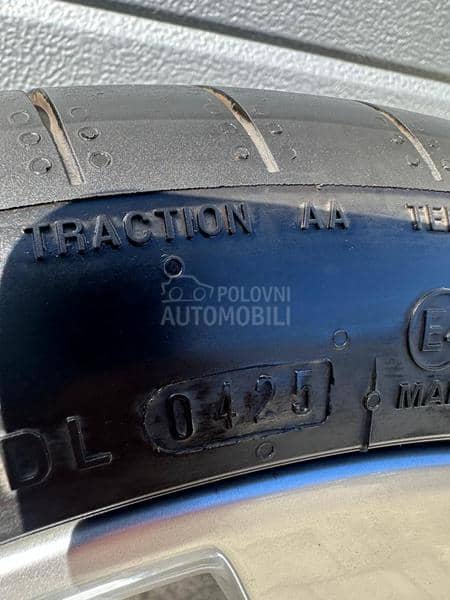 TRACTION AA
POLOVNI
AUTOMOBILI
DL 0425
E